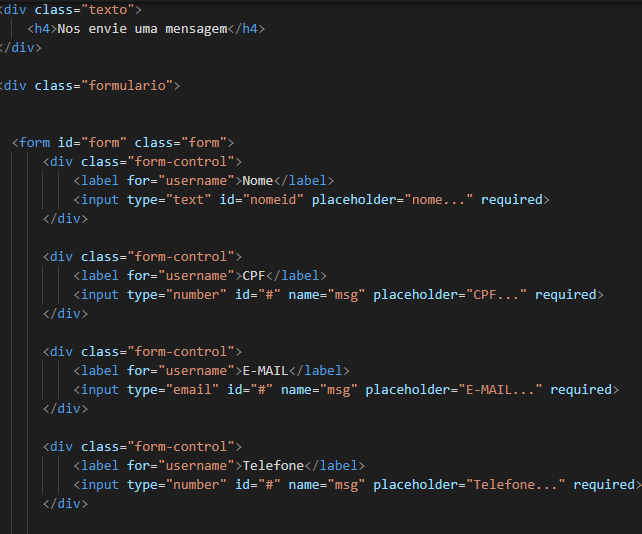 <div class="texto">
<h4>Nos envie uma mensagem</h4>
</div>
<div class="formulario">
<form id="form" class="form">
<div class="form-control">
<label for="username">Nome</label>
<input type="text" id="nomeid" placeholder="nome..." required>
</div>
<div class="form-control">
<label for="username">CPF</label>
<input type="number" id="#" name="msg" placeholder="CPF..." required>
</div>
<div class="form-control">
<label for="username">E-MAIL</label>
<input type="email" id="#" name="msg" placeholder="E-MAIL..." required>
</div>
<div class="form-control">
<label for="username">Telefone</label>
<input type="number" id="#" name="msg" placeholder="Telefone..." required>
</div>